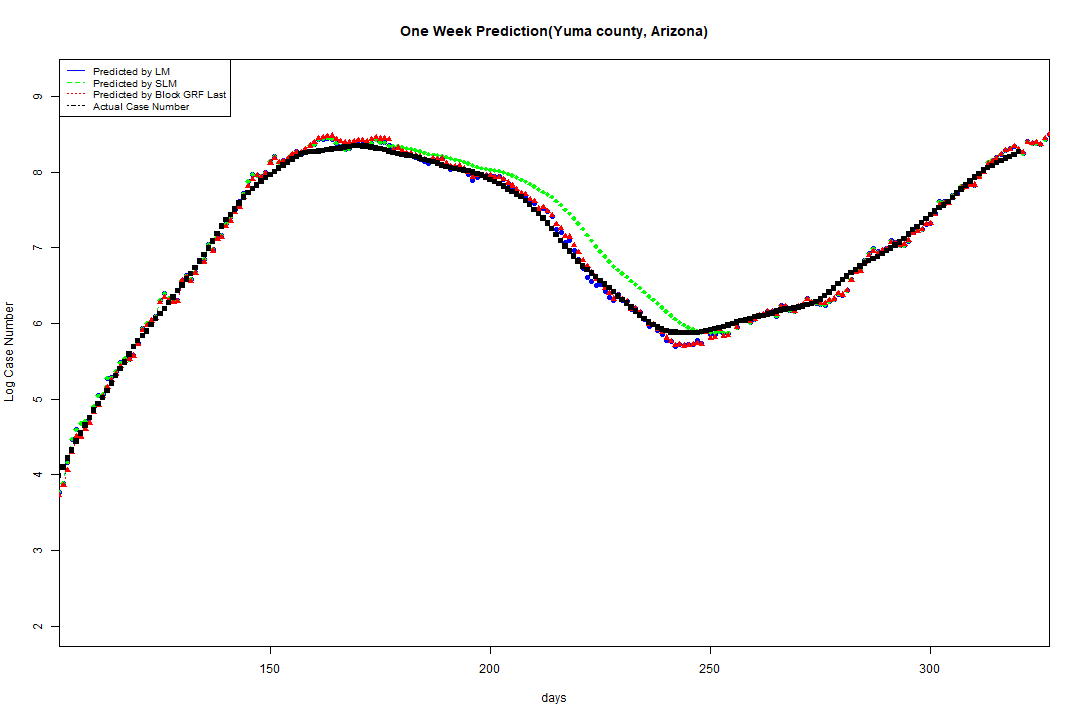 One Week Prediction(Yuma county, Arizona)
Predicted by LM
Predicted by SLM
Predicted by Block GRF Last
Actual Case Number
9
8
7
6
5
4
3
2
Log Case Number
150 200 250 300
days